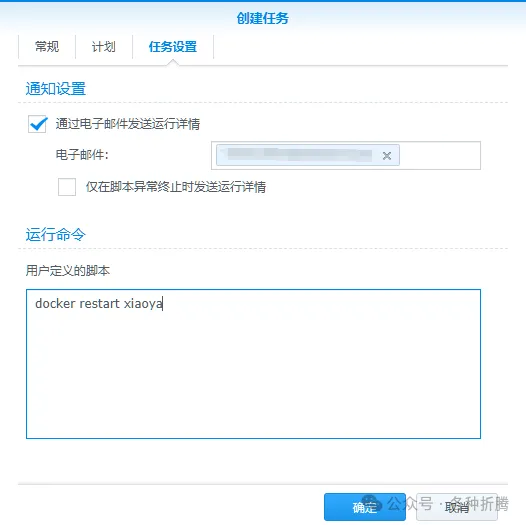 创建任务
常规 计划 任务设置
通知设置
通过电子邮件发送运行详情
电子邮件:
仅在脚本异常终止时发送运行详情
运行命令
用户定义的脚本
docker restart xiaoya
确定 取消
公众号 · 各种折腾